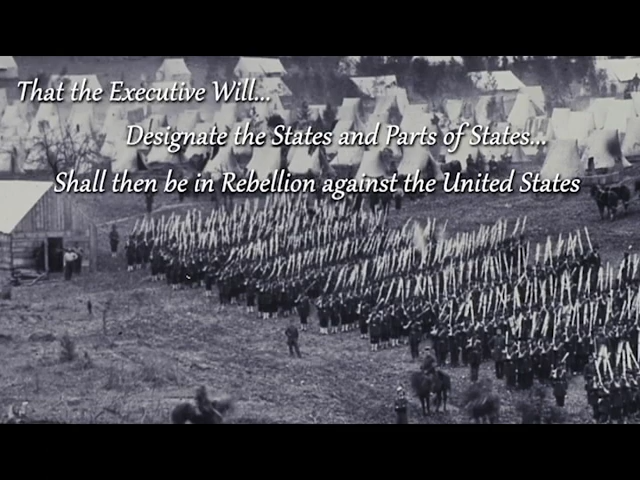 That the Executive Will...
Designate the States and Parts of States...
Shall then be in Rebellion against the United States